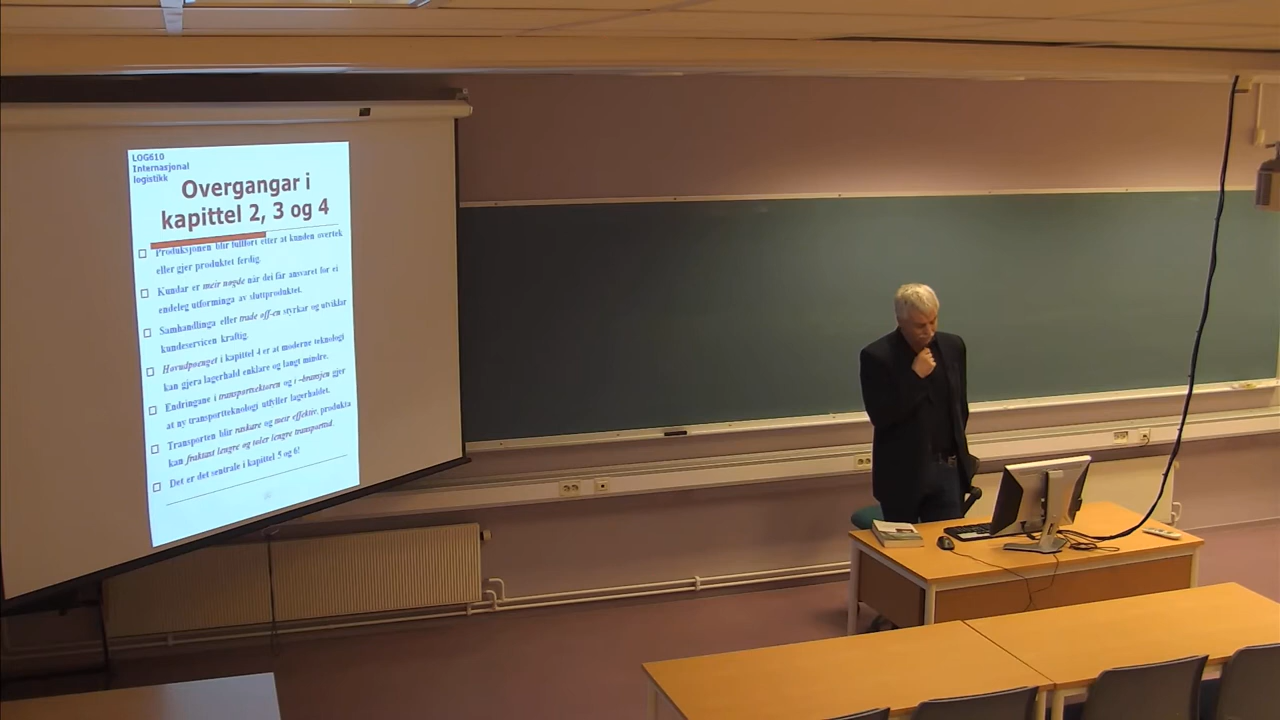 LOG610
Internasjonal
logistikk
Overgangar i
kapittel 2, 3 og 4
Produksjonen blir fullført etter at kunden overtek
eller gjer produktet ferdig.
Kundar er meir nøgde når dei får ansvaret for ei
endeleg utforminga av sluttproduktet.
Samhandlinga eller trade off-en styrkar og utviklar
kundeservicen kraftig.
Hovudpoenget i kapittel 4 er at moderne teknologi
kan gjera lagerhald enklare og langt mindre.
Endringane i transportsektoren og i -bransjen gjer
at ny transportteknologi utfyller lagerhaldet.
Transporten blir raskare og meir effektiv, produkta
kan fraktast lengre og toler lengre transporttid.
Det er det sentrale i kapittel 5 og 6!